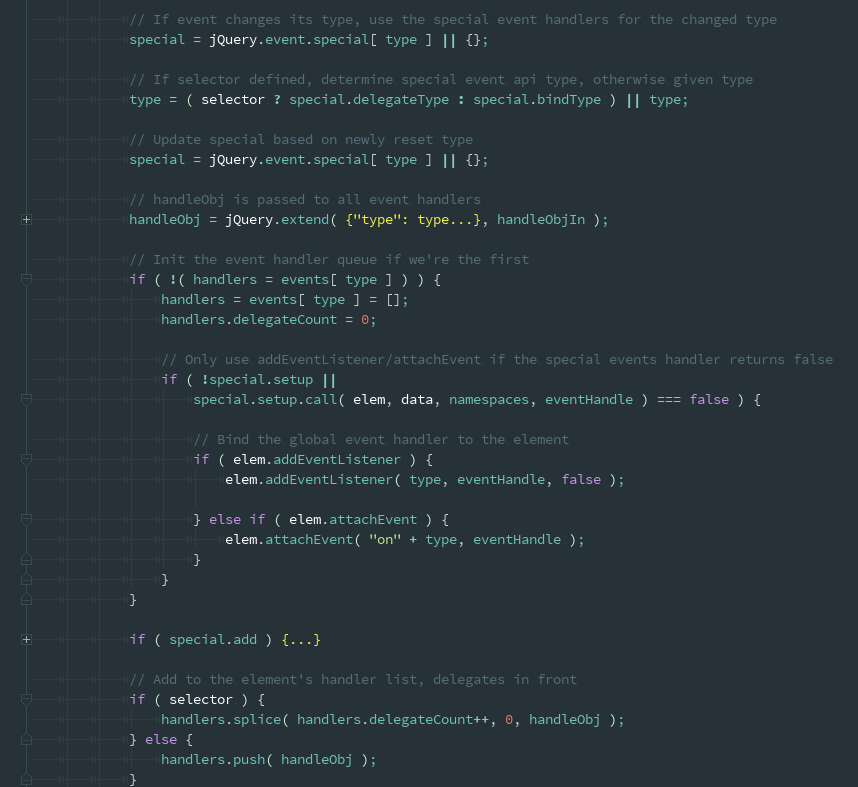 // If event changes its type, use the special event handlers for the changed type
special = jQuery.event.special[ type ] || {};
// If selector defined, determine special event api type, otherwise given type
type = ( selector ? special.delegateType : special.bindType ) || type;
// Update special based on newly reset type
special = jQuery.event.special[ type ] || {};
// handleObj is passed to all event handlers
handleObj = jQuery.extend( {"type": type...}, handleObjIn );
// Init the event handler queue if we're the first
if ( !( handlers = events[ type ] ) ) {
handlers = events[ type ] = [];
handlers.delegateCount = 0;
// Only use addEventListener/attachEvent if the special events handler returns false
if ( !special.setup ||
special.setup.call( elem, data, namespaces, eventHandle ) === false ) {
// Bind the global event handler to the element
if ( elem.addEventListener ) {
elem.addEventListener( type, eventHandle, false );
} else if ( elem.attachEvent ) {
elem.attachEvent( "on" + type, eventHandle );
}
}
}
if ( special.add ) {...}
// Add to the element's handler list, delegates in front
if ( selector ) {
handlers.splice( handlers.delegateCount++, 0, handleObj );
} else {
handlers.push( handleObj );
}